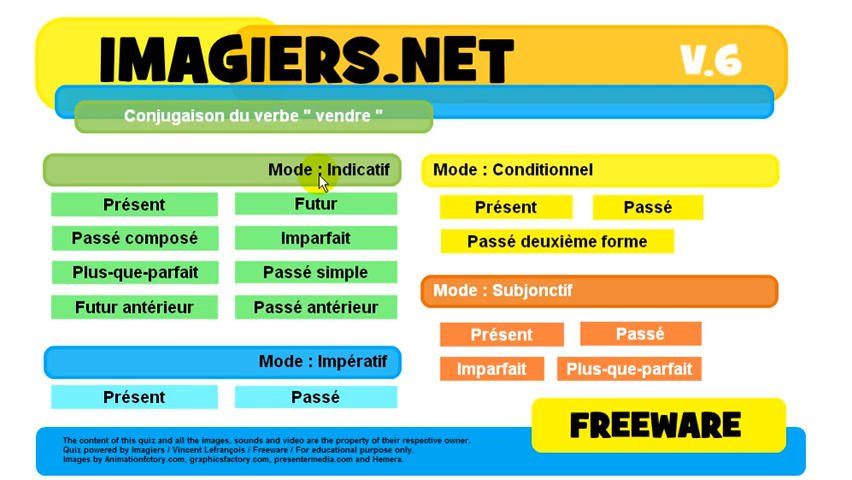 IMAGIERS.NET
V.6
Conjugaison du verbe " vendre "
Mode : Indicatif
Présent Futur
Passé composé Imparfait
Plus-que-parfait Passé simple
Futur antérieur Passé antérieur
Mode : Impératif
Présent Passé
Mode : Conditionnel
Présent Passé
Passé deuxième forme
Mode : Subjonctif
Présent Passé
Imparfait Plus-que-parfait
FREEWARE
The content of this quiz and all the images, sounds and video are the property of their respective owner.
Quiz powered by Imagiers / Vincent Lefrançois / Freeware / For educational purpose only.
Images by Animationfctory.com, graphicsfactory.com, presentermedia.com and Hemera.